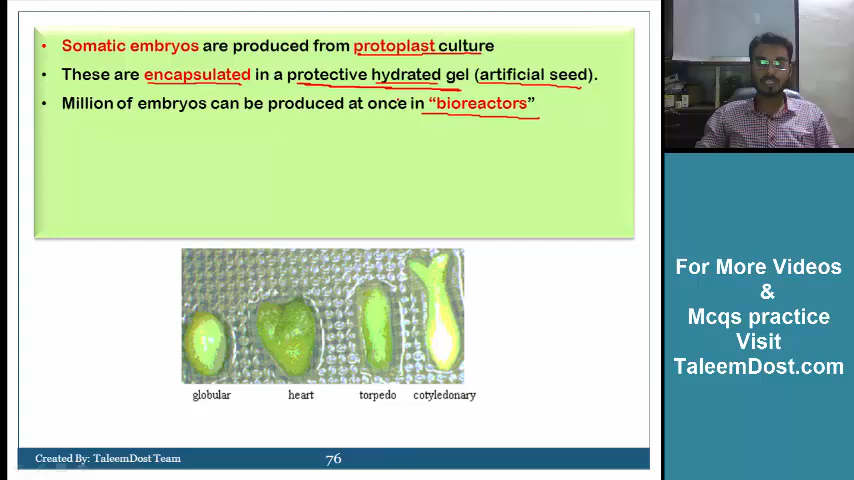 • Somatic embryos are produced from protoplast culture
• These are encapsulated in a protective hydrated gel (artificial seed).
• Million of embryos can be produced at once in “bioreactors”
globular heart torpedo cotyledonary
Created By: TaleemDost Team 76
For More Videos
&
Mcqs practice
Visit
TaleemDost.com